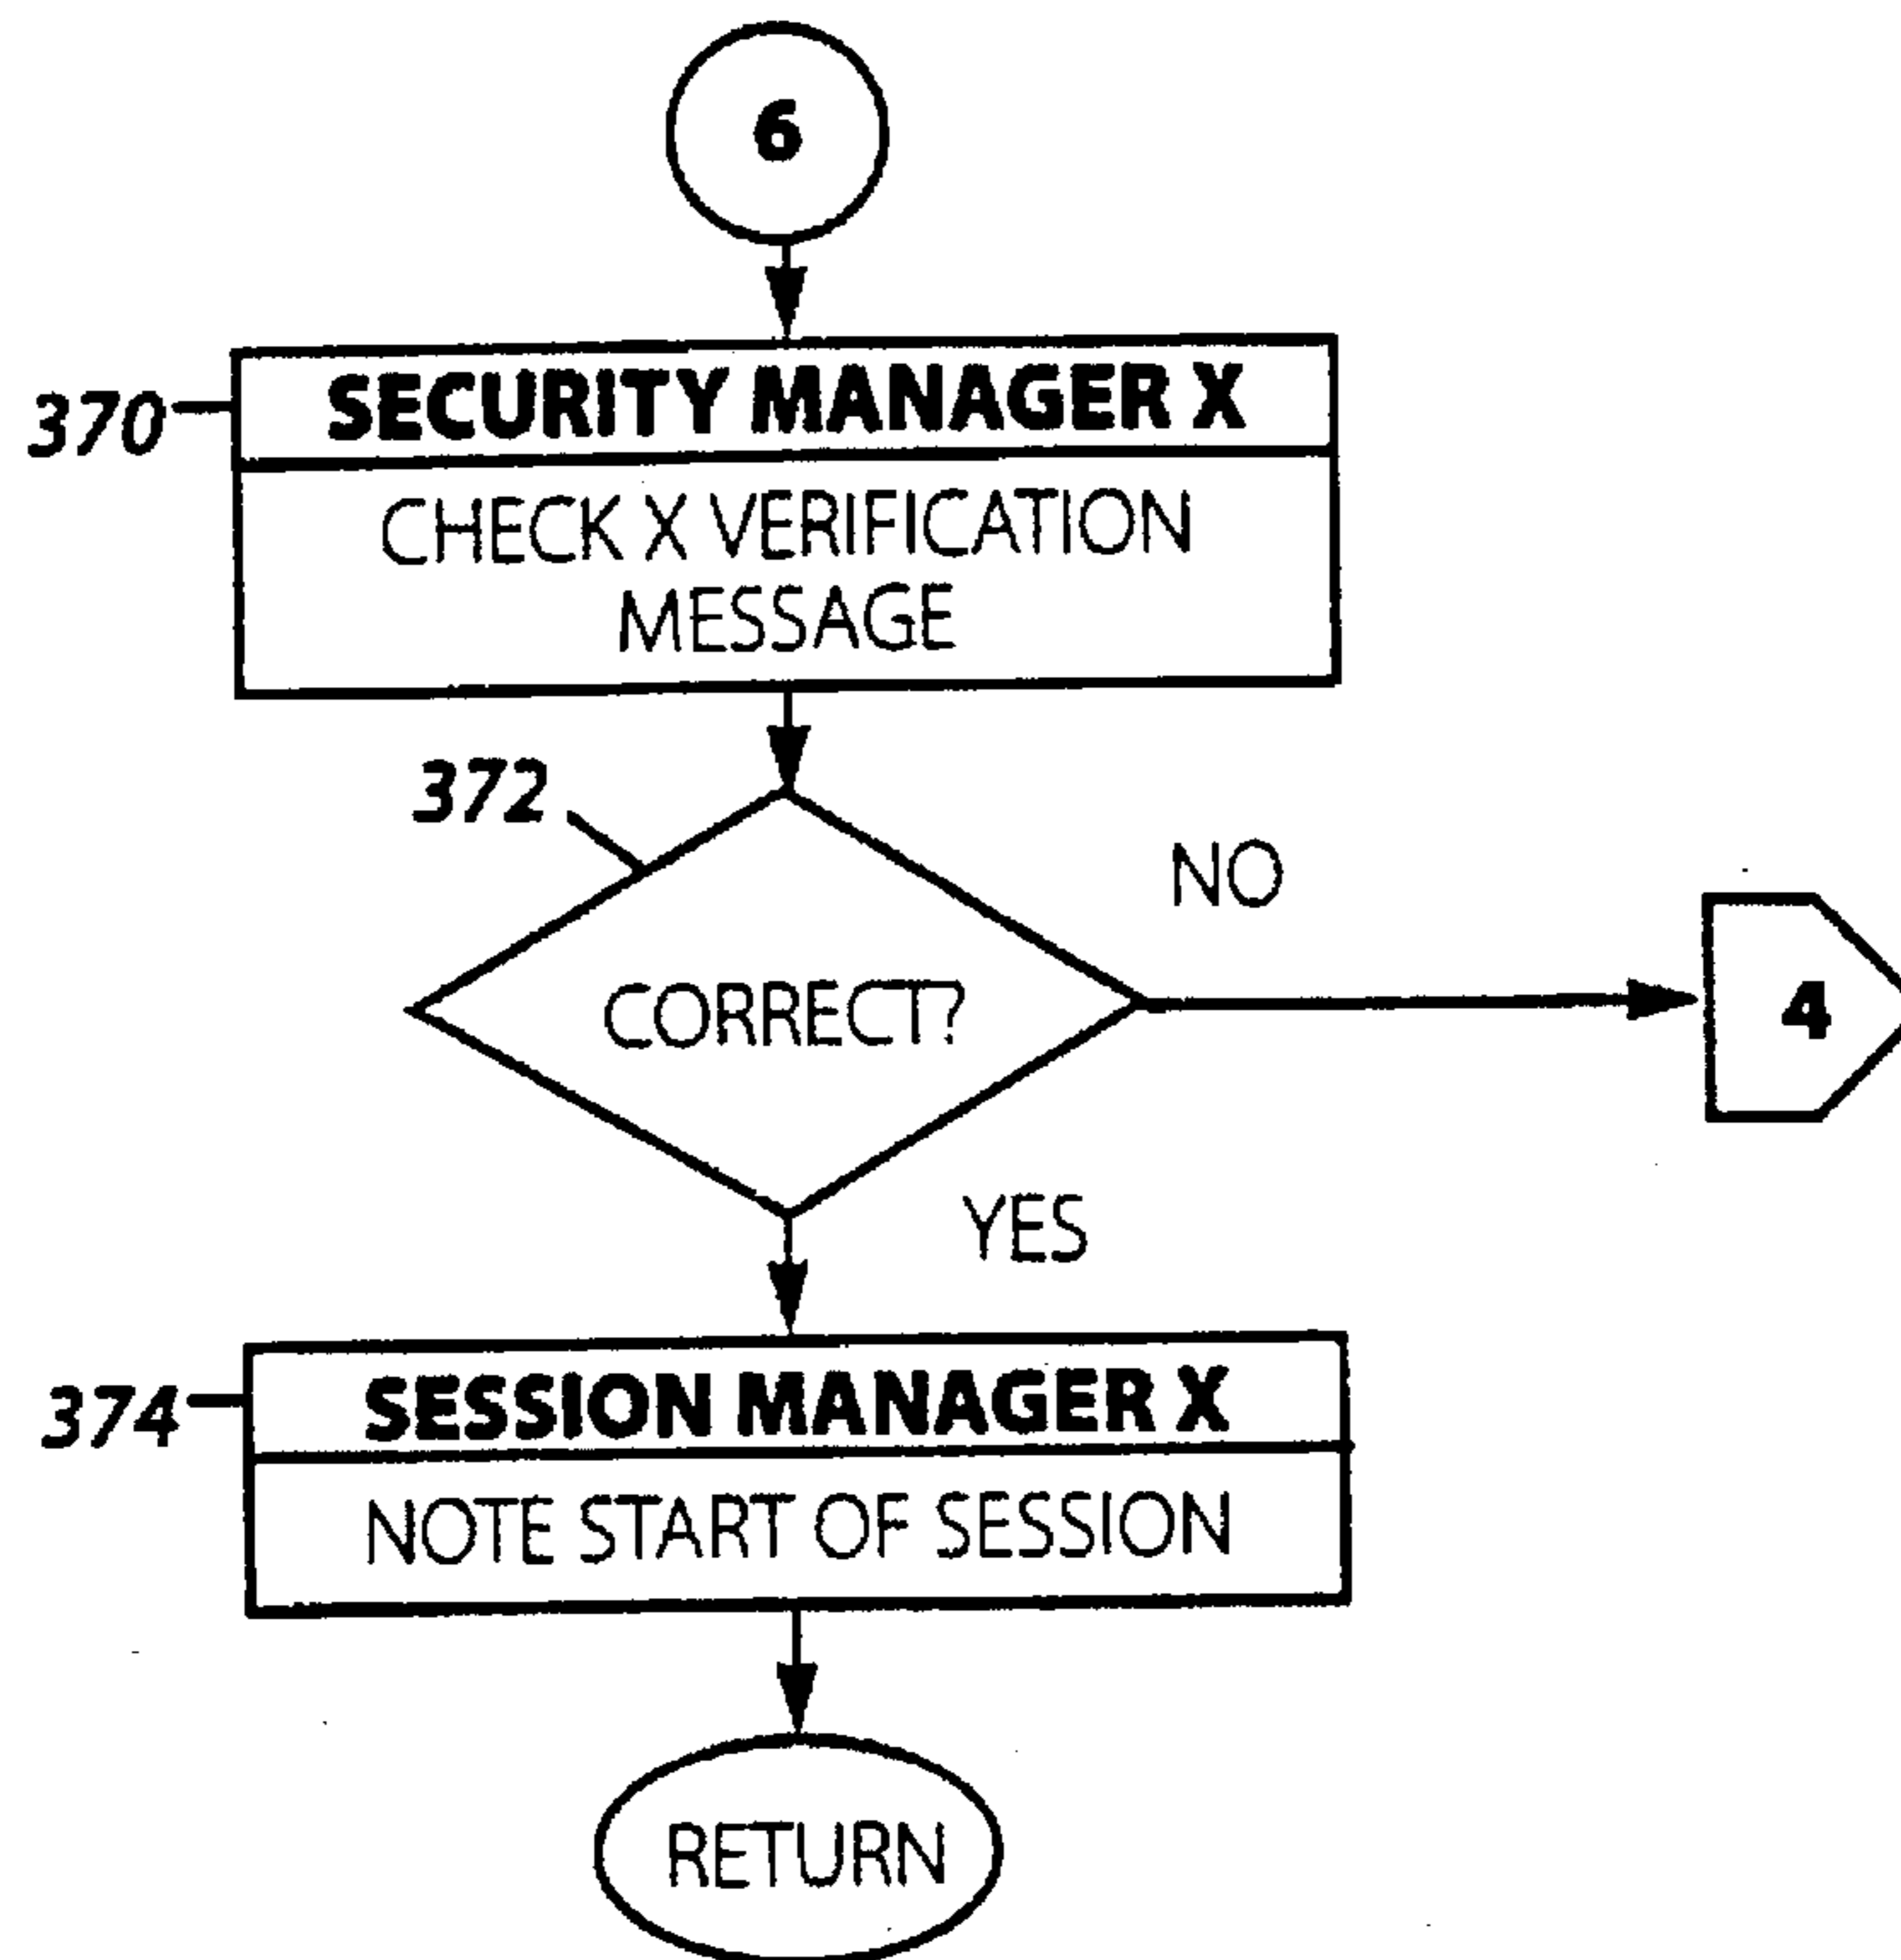 6
370
SECURITY MANAGER X
CHECK X VERIFICATION
MESSAGE
372
NO
CORRECT?
4
YES
374
SESSION MANAGER X
NOTE START OF SESSION
RETURN